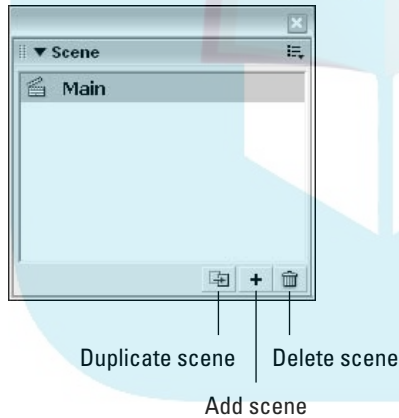 Scene
Main
Duplicate scene
Delete scene
Add scene